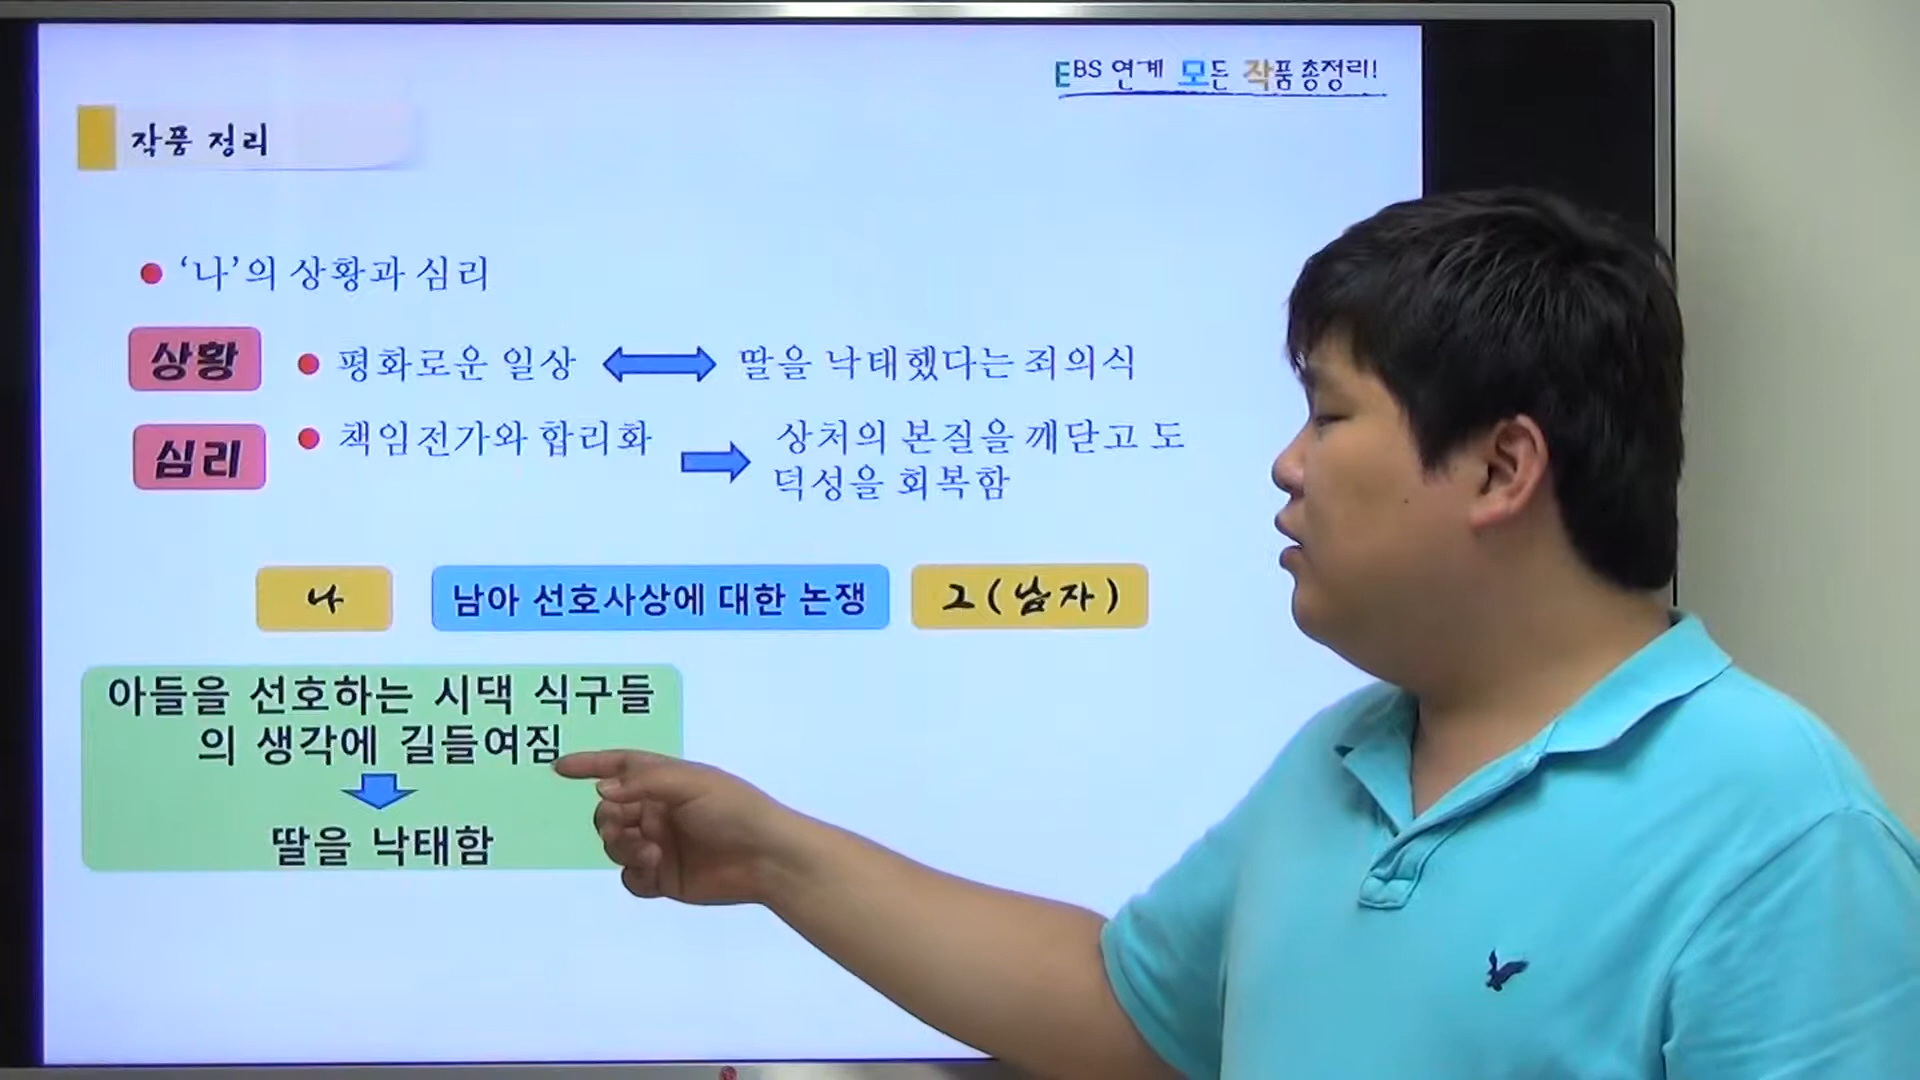 EBS 연계 모든 작품 총정리!
작품 정리
‘나’의 상황과 심리
상황
평화로운 일상
딸을 낙태했다는 죄의식
심리
책임전가와 합리화
상처의 본질을 깨닫고 도
덕성을 회복함
나
남아 선호사상에 대한 논쟁
그(남자)
아들을 선호하는 시댁 식구들
의 생각에 길들여짐
딸을 낙태함